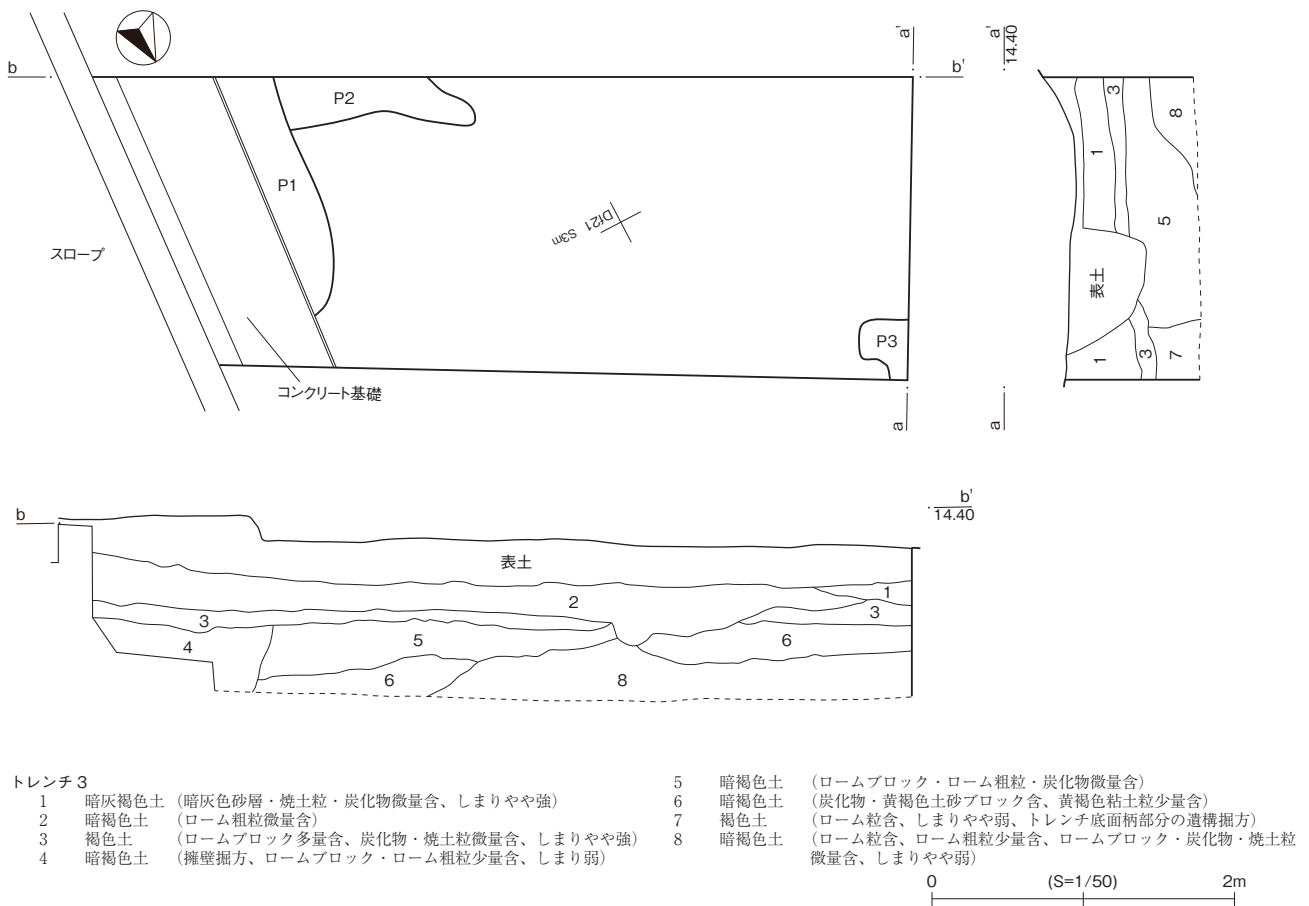 b
b'
a'
a'
14.40
P2
P1
P3
スロープ
Df21 S3m
コンクリート基礎
a
a
3
8
1
5
表土
1
3
7
b
b'
14.40
表土
1
2
3
3
4
5
6
6
8
トレンチ3
1 暗灰褐色土 (暗灰色砂層・焼土粒・炭化物微量含、しまりやや強)
2 暗褐色土 (ローム粗粒微量含)
3 褐色土 (ロームブロック多量含、炭化物・焼土粒微量含、しまりやや強)
4 暗褐色土 (擁壁掘方、ロームブロック・ローム粗粒少量含、しまり弱)
5 暗褐色土 (ロームブロック・ローム粗粒・炭化物微量含)
6 暗褐色土 (炭化物・黄褐色土砂ブロック含、黄褐色粘土粒少量含)
7 褐色土 (ローム粒含、しまりやや弱、トレンチ底面柄部分の遺構掘方)
8 暗褐色土 (ローム粒含、ローム粗粒少量含、ロームブロック・炭化物・焼土粒
微量含、しまりやや弱)
0 (S=1/50) 2m